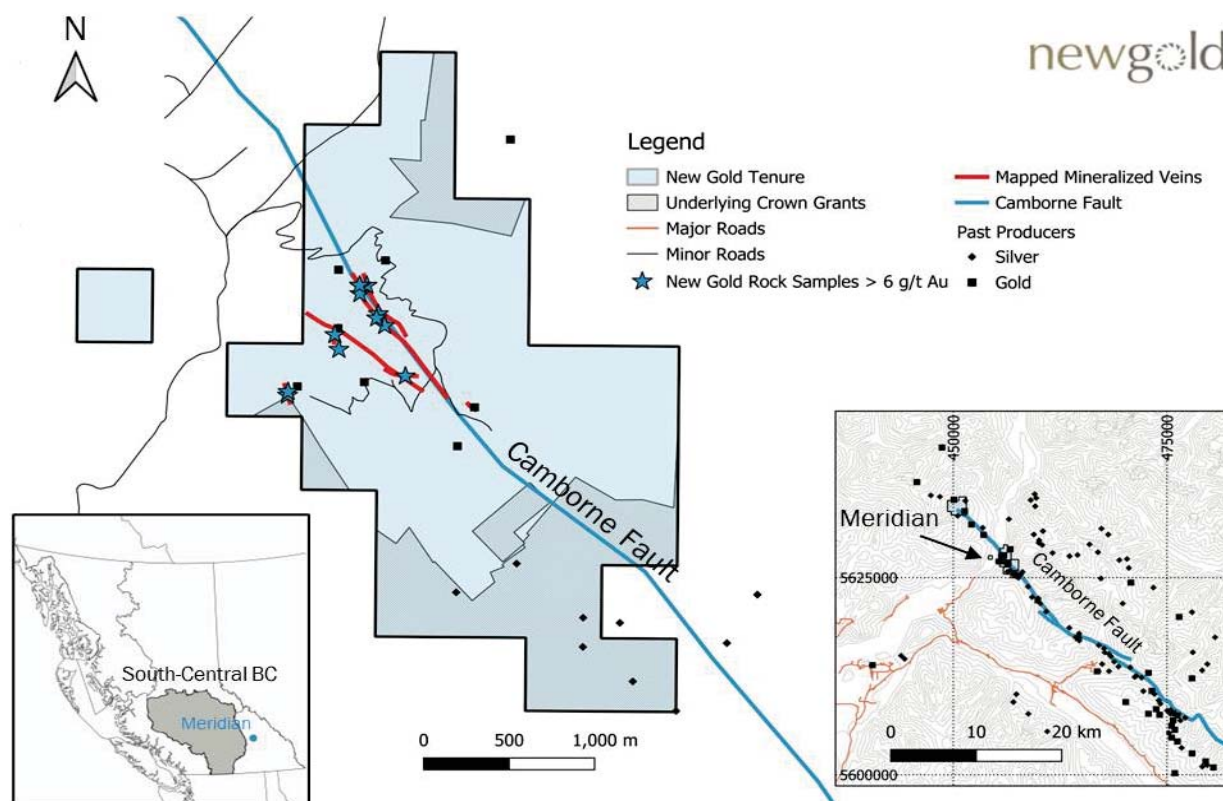 N
newgold
Legend
New Gold Tenure
Underlying Crown Grants
Major Roads
Minor Roads
New Gold Rock Samples > 6 g/t Au
Mapped Mineralized Veins
Camborne Fault
Past Producers
Silver
Gold
Camborne Fault
South-Central BC
Meridian
0 500 1,000 m
450000
475000
Meridian
Camborne Fault
5625000
0 10 20 km
5600000